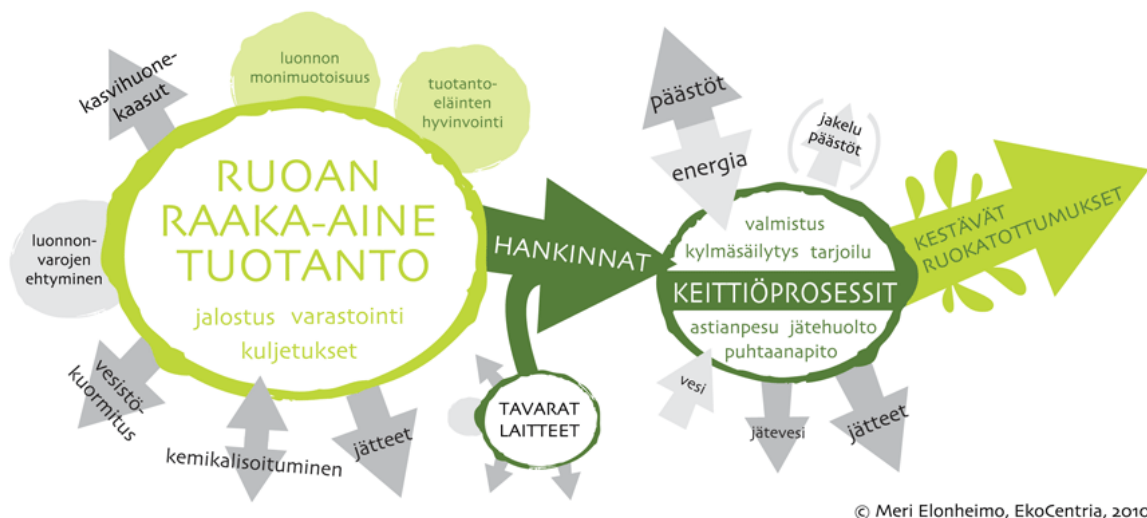 kasvihuone-
kaasut
luonnon
monimuotoisuus
tuotanto-
eläinten
hyvinvointi
RUOAN
RAAKA-AINE
TUOTANTO
jalostus varastointi
kuljetukset
luonnon-
varojen
ehtyminen
vesistö-
kuormitus
kemikalisoituminen
jätteet
HANKINNAT
TAVARAT
LAITTEET
päästöt
energia
jakelu
päästöt
valmistus
kylmäsäilytys tarjoilu
KEITTIÖPROSESSIT
astianpesu jätehuolto
puhtaanapito
vesi
jätevesi
jätteet
KESTÄVÄT
RUOKATOTTUMUKSET
© Meri Elonheimo, EkoCentria, 2010